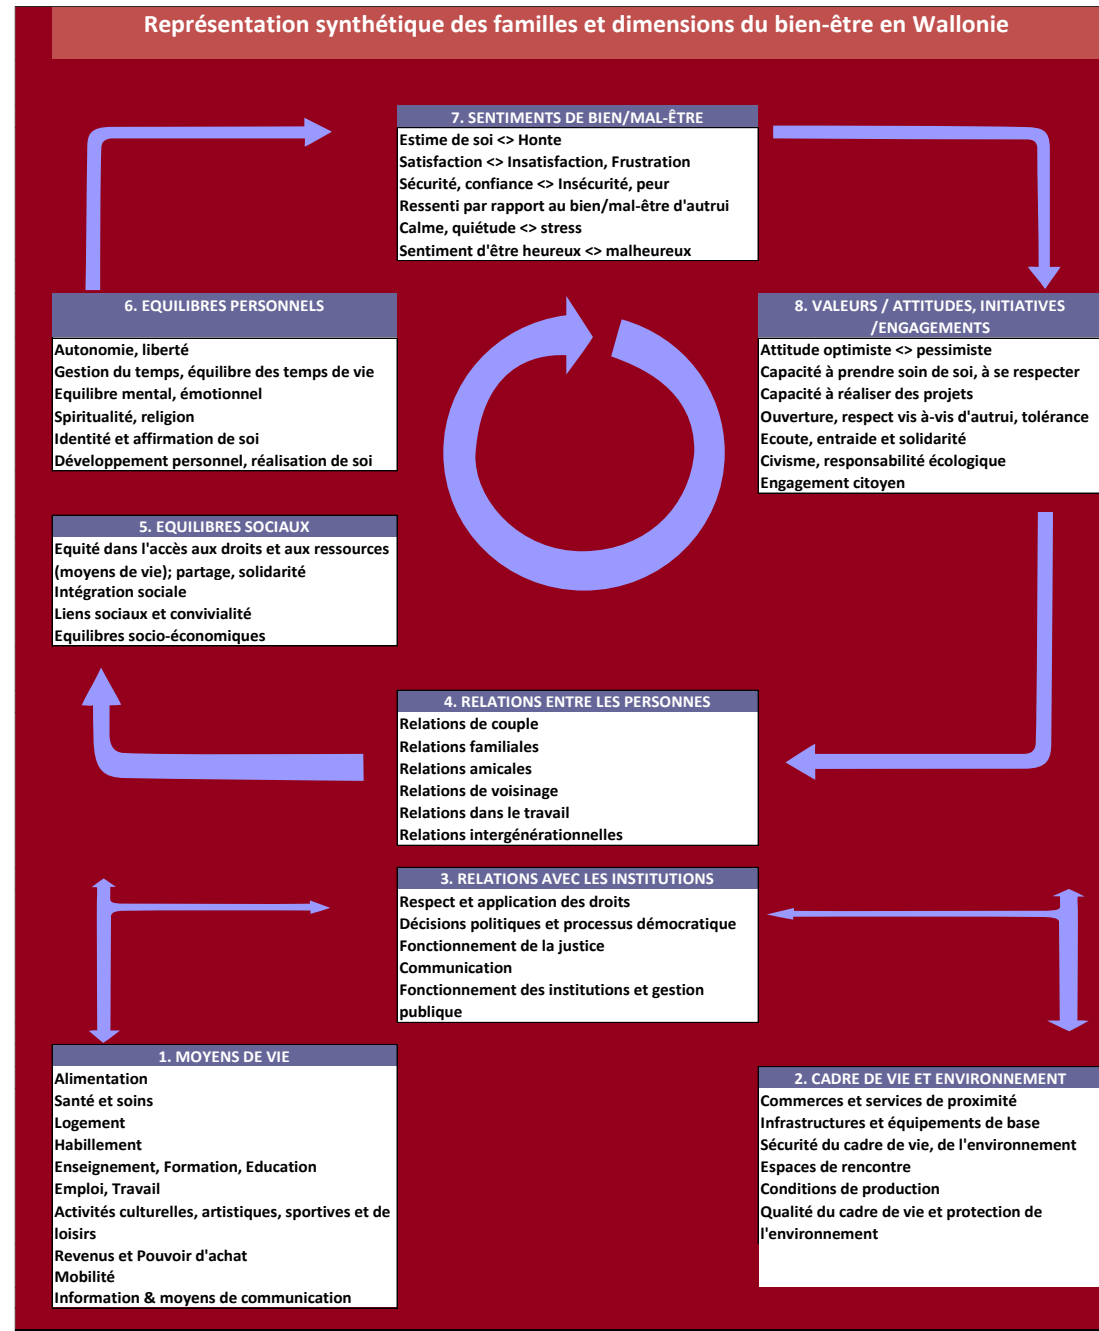 Représentation synthétique des familles et dimensions du bien-être en Wallonie
7. SENTIMENTS DE BIEN/MAL-ÊTRE
Estime de soi <> Honte
Satisfaction <> Insatisfaction, Frustration
Sécurité, confiance <> Insécurité, peur
Ressenti par rapport au bien/mal-être d'autrui
Calme, quiétude <> stress
Sentiment d'être heureux <> malheureux
6. EQUILIBRES PERSONNELS
Autonomie, liberté
Gestion du temps, équilibre des temps de vie
Equilibre mental, émotionnel
Spiritualité, religion
Identité et affirmation de soi
Développement personnel, réalisation de soi
8. VALEURS / ATTITUDES, INITIATIVES
/ENGAGEMENTS
Attitude optimiste <> pessimiste
Capacité à prendre soin de soi, à se respecter
Capacité à réaliser des projets
Ouverture, respect vis à-vis d'autrui, tolérance
Ecoute, entraide et solidarité
Civisme, responsabilité écologique
Engagement citoyen
5. EQUILIBRES SOCIAUX
Equité dans l'accès aux droits et aux ressources
(moyens de vie); partage, solidarité
Intégration sociale
Liens sociaux et convivialité
Equilibres socio-économiques
4. RELATIONS ENTRE LES PERSONNES
Relations de couple
Relations familiales
Relations amicales
Relations de voisinage
Relations dans le travail
Relations intergénérationnelles
3. RELATIONS AVEC LES INSTITUTIONS
Respect et application des droits
Décisions politiques et processus démocratique
Fonctionnement de la justice
Communication
Fonctionnement des institutions et gestion
publique
1. MOYENS DE VIE
Alimentation
Santé et soins
Logement
Habillement
Enseignement, Formation, Education
Emploi, Travail
Activités culturelles, artistiques, sportives et de
loisirs
Revenus et Pouvoir d'achat
Mobilité
Information & moyens de communication
2. CADRE DE VIE ET ENVIRONNEMENT
Commerces et services de proximité
Infrastructures et équipements de base
Sécurité du cadre de vie, de l'environnement
Espaces de rencontre
Conditions de production
Qualité du cadre de vie et protection de
l'environnement